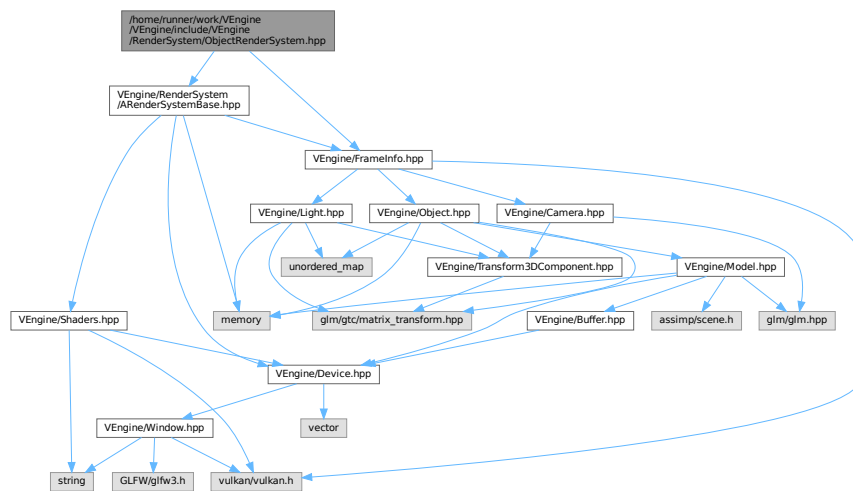 /home/runner/work/VEngine
/VEngine/include/VEngine
/RenderSystem/ObjectRenderSystem.hpp
VEngine/RenderSystem
/ARenderSystemBase.hpp
VEngine/FrameInfo.hpp
VEngine/Light.hpp
VEngine/Object.hpp
VEngine/Camera.hpp
unordered_map
VEngine/Transform3DComponent.hpp
VEngine/Model.hpp
VEngine/Shaders.hpp
memory
glm/gtc/matrix_transform.hpp
VEngine/Buffer.hpp
assimp/scene.h
glm/glm.hpp
VEngine/Device.hpp
VEngine/Window.hpp
vector
string
GLFW/glfw3.h
vulkan/vulkan.h